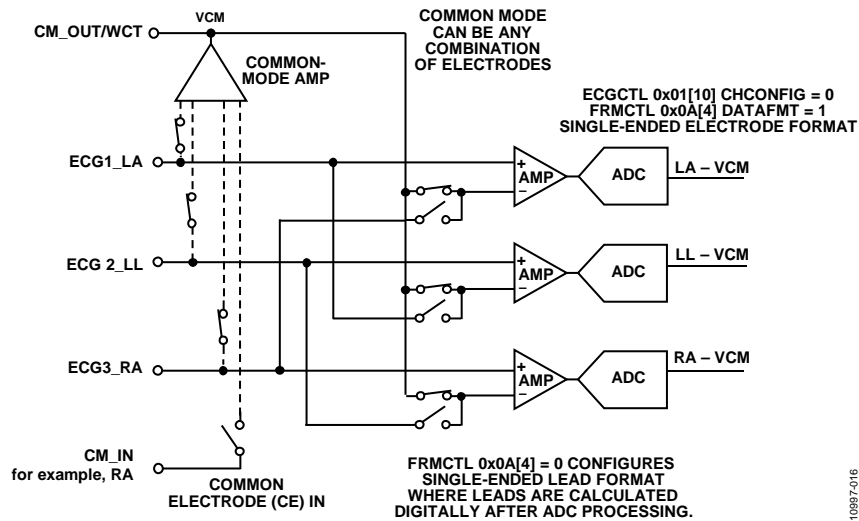 VCM
CM_OUT/WCT
COMMON-
MODE AMP
COMMON MODE
CAN BE ANY
COMBINATION
OF ELECTRODES
ECGCTL 0x01[10] CHCONFIG = 0
FRMCTL 0x0A[4] DATAFMT = 1
SINGLE-ENDED ELECTRODE FORMAT
ECG1_LA
+
AMP
–
ADC
LA – VCM
ECG 2_LL
+
AMP
–
ADC
LL – VCM
ECG3_RA
+
AMP
–
ADC
RA – VCM
CM_IN
for example, RA
COMMON
ELECTRODE (CE) IN
FRMCTL 0x0A[4] = 0 CONFIGURES
SINGLE-ENDED LEAD FORMAT
WHERE LEADS ARE CALCULATED
DIGITALLY AFTER ADC PROCESSING.
10997-016